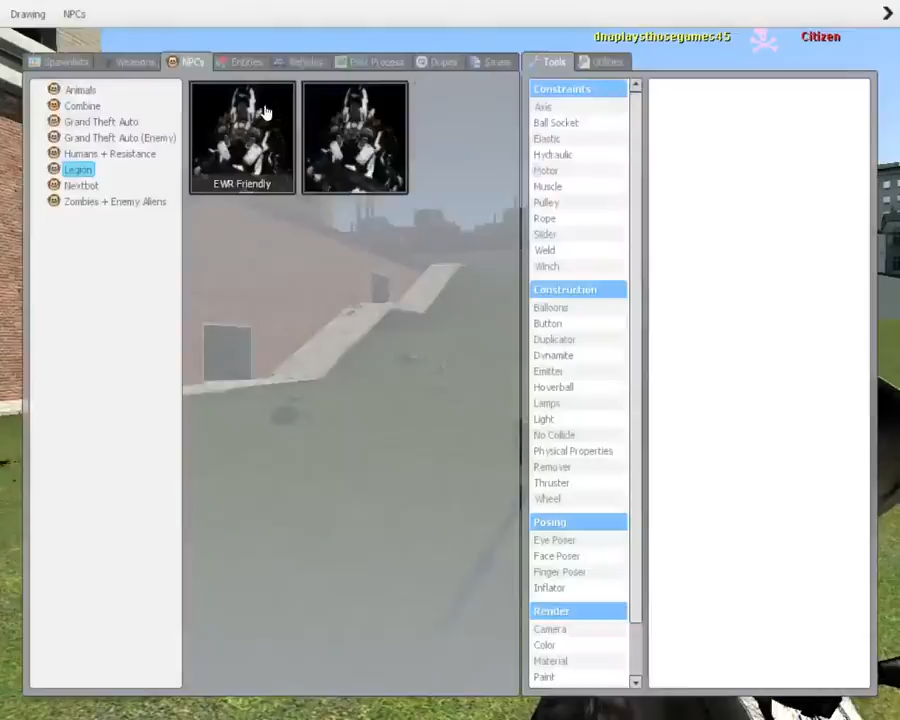 Drawing NPCs
dnaplaysthosegames45 Citizen
Spawnlists Weapons NPCs Entities Vehicles Post Process Dupes Saves Tools Utilities
Animals
Combine
Grand Theft Auto
Grand Theft Auto (Enemy)
Humans + Resistance
Legion
Nextbot
Zombies + Enemy Aliens
EWR Friendly
Constraints
Axis
Ball Socket
Elastic
Hydraulic
Motor
Muscle
Pulley
Rope
Slider
Weld
Winch
Construction
Balloons
Button
Duplicator
Dynamite
Emitter
Hoverball
Lamps
Light
No Collide
Physical Properties
Remover
Thruster
Wheel
Posing
Eye Poser
Face Poser
Finger Poser
Inflator
Render
Camera
Color
Material
Paint